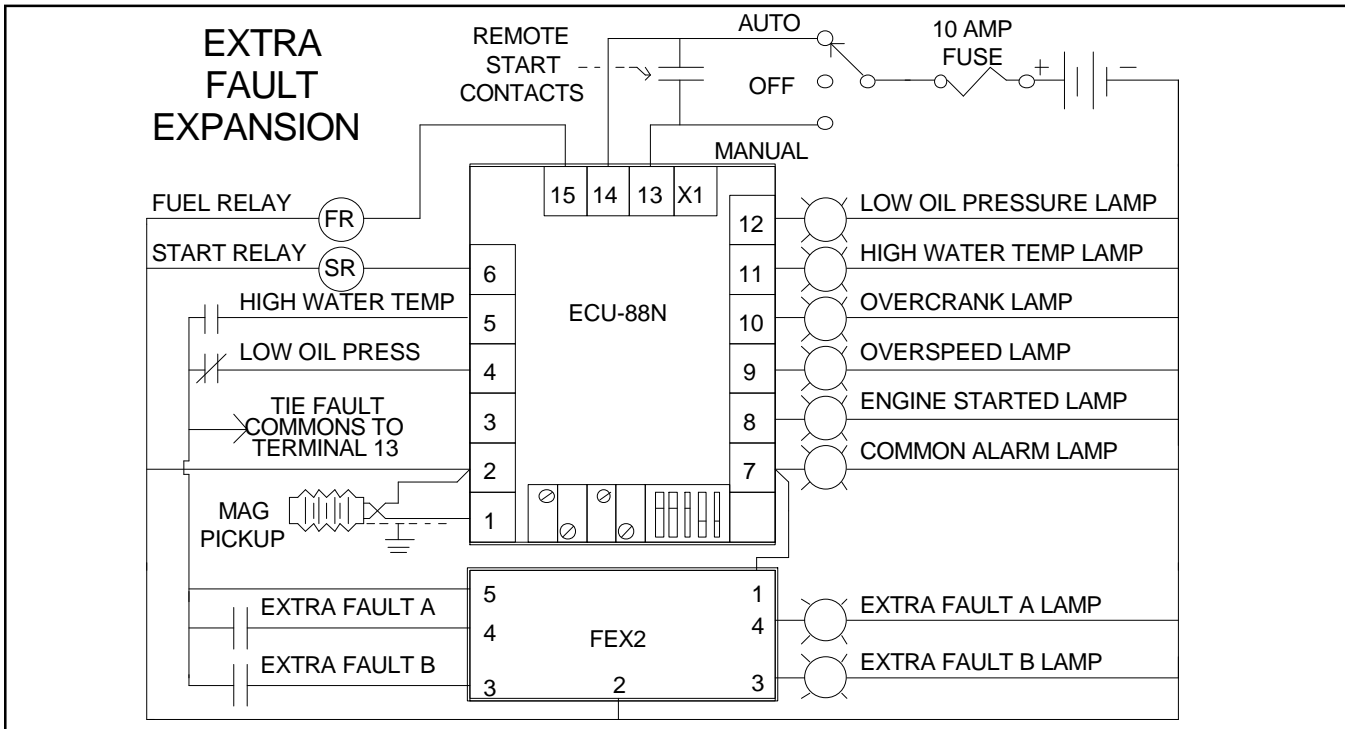 EXTRA
FAULT
EXPANSION
REMOTE
START
CONTACTS
AUTO
OFF
MANUAL
10 AMP
FUSE
+
−
15 14 13 X1
FUEL RELAY
FR
START RELAY
SR
HIGH WATER TEMP
LOW OIL PRESS
TIE FAULT
COMMONS TO
TERMINAL 13
MAG
PICKUP
6
5
4
3
2
1
ECU-88N
12
11
10
9
8
7
LOW OIL PRESSURE LAMP
HIGH WATER TEMP LAMP
OVERCRANK LAMP
OVERSPEED LAMP
ENGINE STARTED LAMP
COMMON ALARM LAMP
EXTRA FAULT A
EXTRA FAULT B
5
4
3
FEX2
2
1
4
3
EXTRA FAULT A LAMP
EXTRA FAULT B LAMP